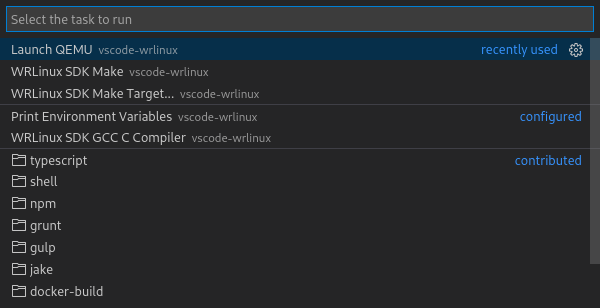 Select the task to run
Launch QEMU vscode-wrlinux recently used
WRLinux SDK Make vscode-wrlinux
WRLinux SDK Make Target... vscode-wrlinux
Print Environment Variables vscode-wrlinux configured
WRLinux SDK GCC C Compiler vscode-wrlinux
typescript contributed
shell
npm
grunt
gulp
jake
docker-build